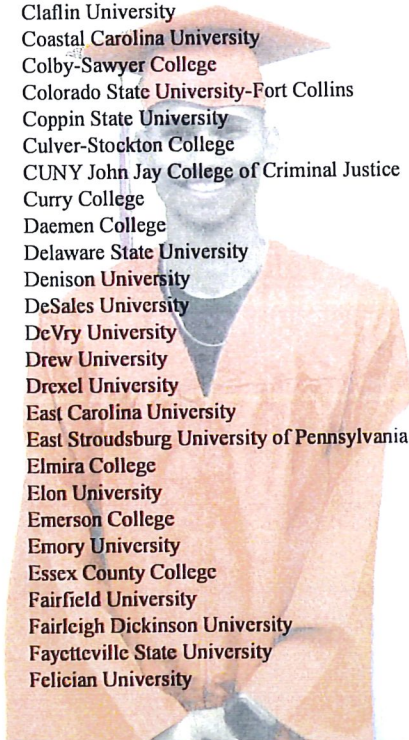 Claflin University
Coastal Carolina University
Colby-Sawyer College
Colorado State University-Fort Collins
Coppin State University
Culver-Stockton College
CUNY John Jay College of Criminal Justice
Curry College
Daemen College
Delaware State University
Denison University
DeSales University
DeVry University
Drew University
Drexel University
East Carolina University
East Stroudsburg University of Pennsylvania
Elmira College
Elon University
Emerson College
Emory University
Essex County College
Fairfield University
Fairleigh Dickinson University
Fayetteville State University
Felician University